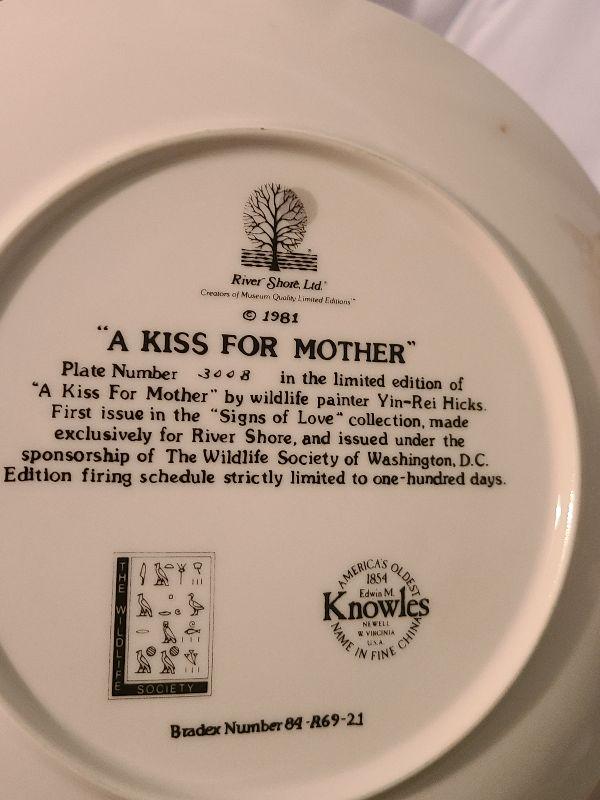 River Shore, Ltd.®
Creators of Museum Quality Limited Editions™
© 1981
"A KISS FOR MOTHER"
Plate Number 3008 in the limited edition of
"A Kiss For Mother" by wildlife painter Yin-Rei Hicks.
First issue in the "Signs of Love" collection, made
exclusively for River Shore, and issued under the
sponsorship of The Wildlife Society of Washington, D.C.
Edition firing schedule strictly limited to one-hundred days.
THE WILDLIFE
SOCIETY
AMERICA'S OLDEST
1854
Edwin M.
Knowles
NEWELL
W. VIRGINIA
U.S.A.
NAME IN FINE CHINA
Bradex Number 84-R69-2.1